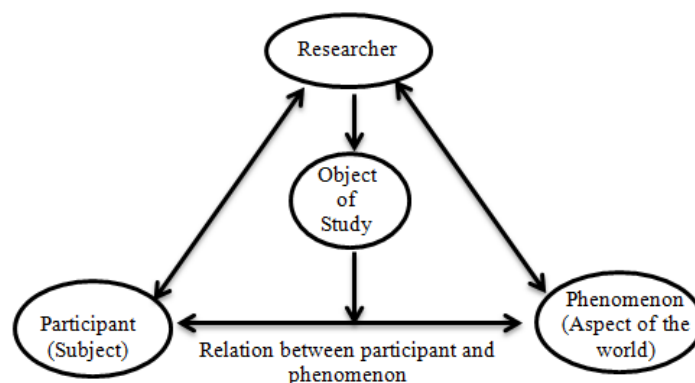 Researcher
Object
of
Study
Participant
(Subject)
Phenomenon
(Aspect of the
world)
Relation between participant and
phenomenon